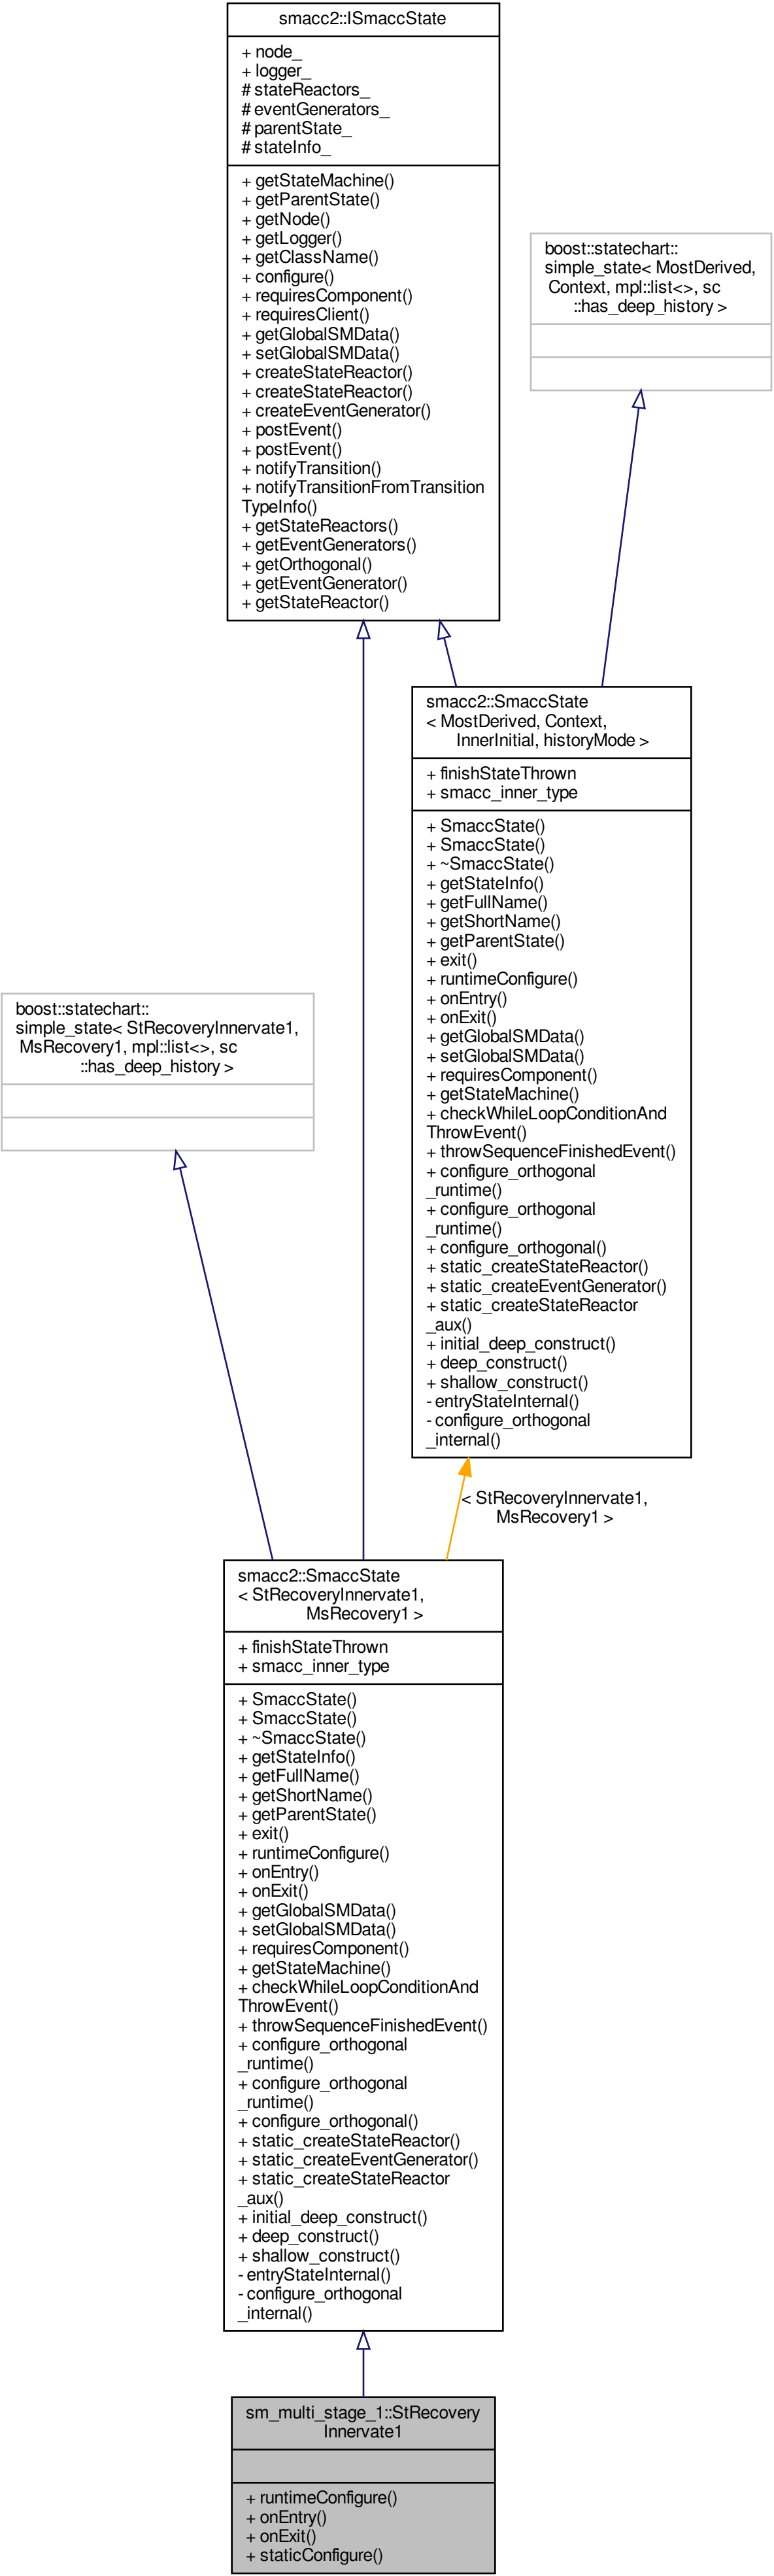 smacc2::ISmaccState
+ node_
+ logger_
# stateReactors_
# eventGenerators_
# parentState_
# stateInfo_
+ getStateMachine()
+ getParentState()
+ getNode()
+ getLogger()
+ getClassName()
+ configure()
+ requiresComponent()
+ requiresClient()
+ getGlobalSMData()
+ setGlobalSMData()
+ createStateReactor()
+ createStateReactor()
+ createEventGenerator()
+ postEvent()
+ postEvent()
+ notifyTransition()
+ notifyTransitionFromTransition
TypeInfo()
+ getStateReactors()
+ getEventGenerators()
+ getOrthogonal()
+ getEventGenerator()
+ getStateReactor()
boost::statechart::
simple_state< MostDerived,
Context, mpl::list<>, sc
::has_deep_history >
smacc2::SmaccState
< MostDerived, Context,
InnerInitial, historyMode >
+ finishStateThrown
+ smacc_inner_type
+ SmaccState()
+ SmaccState()
+ ~SmaccState()
+ getStateInfo()
+ getFullName()
+ getShortName()
+ getParentState()
+ exit()
+ runtimeConfigure()
+ onEntry()
+ onExit()
+ getGlobalSMData()
+ setGlobalSMData()
+ requiresComponent()
+ getStateMachine()
+ checkWhileLoopConditionAnd
ThrowEvent()
+ throwSequenceFinishedEvent()
+ configure_orthogonal
_runtime()
+ configure_orthogonal
_runtime()
+ configure_orthogonal()
+ static_createStateReactor()
+ static_createEventGenerator()
+ static_createStateReactor
_aux()
+ initial_deep_construct()
+ deep_construct()
+ shallow_construct()
- entryStateInternal()
- configure_orthogonal
_internal()
boost::statechart::
simple_state< StRecoveryInnervate1,
MsRecovery1, mpl::list<>, sc
::has_deep_history >
< StRecoveryInnervate1,
MsRecovery1 >
smacc2::SmaccState
< StRecoveryInnervate1,
MsRecovery1 >
+ finishStateThrown
+ smacc_inner_type
+ SmaccState()
+ SmaccState()
+ ~SmaccState()
+ getStateInfo()
+ getFullName()
+ getShortName()
+ getParentState()
+ exit()
+ runtimeConfigure()
+ onEntry()
+ onExit()
+ getGlobalSMData()
+ setGlobalSMData()
+ requiresComponent()
+ getStateMachine()
+ checkWhileLoopConditionAnd
ThrowEvent()
+ throwSequenceFinishedEvent()
+ configure_orthogonal
_runtime()
+ configure_orthogonal
_runtime()
+ configure_orthogonal()
+ static_createStateReactor()
+ static_createEventGenerator()
+ static_createStateReactor
_aux()
+ initial_deep_construct()
+ deep_construct()
+ shallow_construct()
- entryStateInternal()
- configure_orthogonal
_internal()
sm_multi_stage_1::StRecovery
Innervate1
+ runtimeConfigure()
+ onEntry()
+ onExit()
+ staticConfigure()